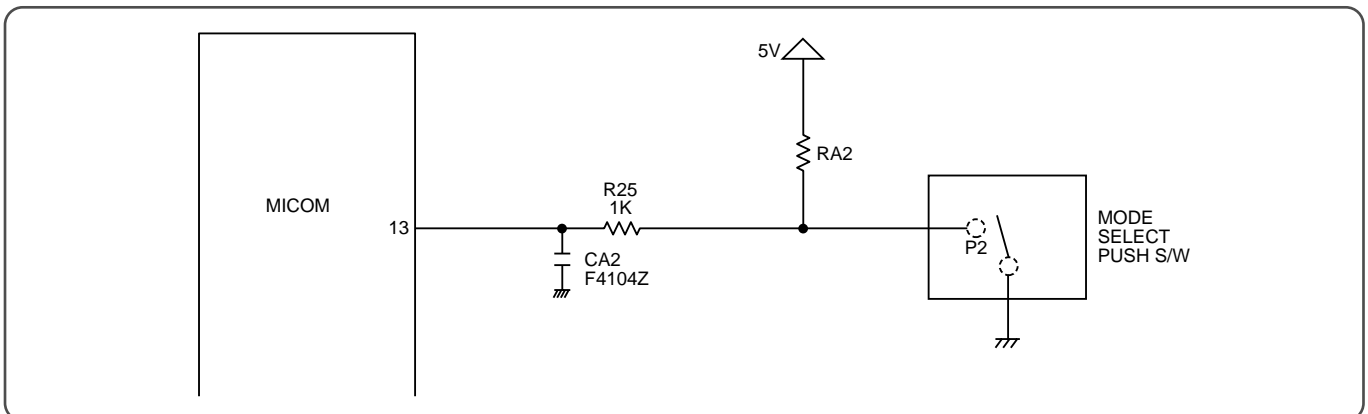 5V
RA2
R25
1K
MICOM
13
CA2
F4104Z
P2
MODE
SELECT
PUSH S/W